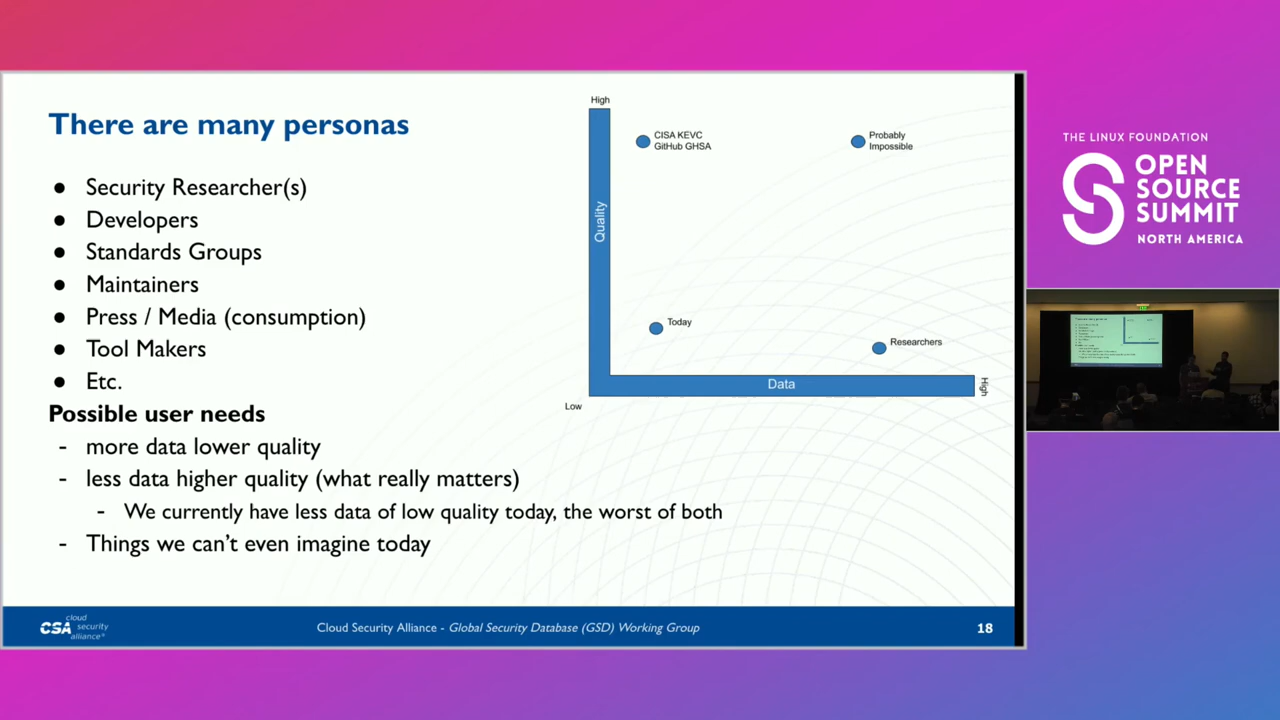 There are many personas
● Security Researcher(s)
● Developers
● Standards Groups
● Maintainers
● Press / Media (consumption)
● Tool Makers
● Etc.
Possible user needs
- more data lower quality
- less data higher quality (what really matters)
- We currently have less data of low quality today, the worst of both
- Things we can't even imagine today
High
CISA KEVC
GitHub GHSA
Probably
Impossible
Quality
Today
Researchers
Data
High
Low
CSA cloud
security
alliance®
Cloud Security Alliance - Global Security Database (GSD) Working Group
18
THE LINUX FOUNDATION
OPEN
SOURCE
SUMMIT
NORTH AMERICA